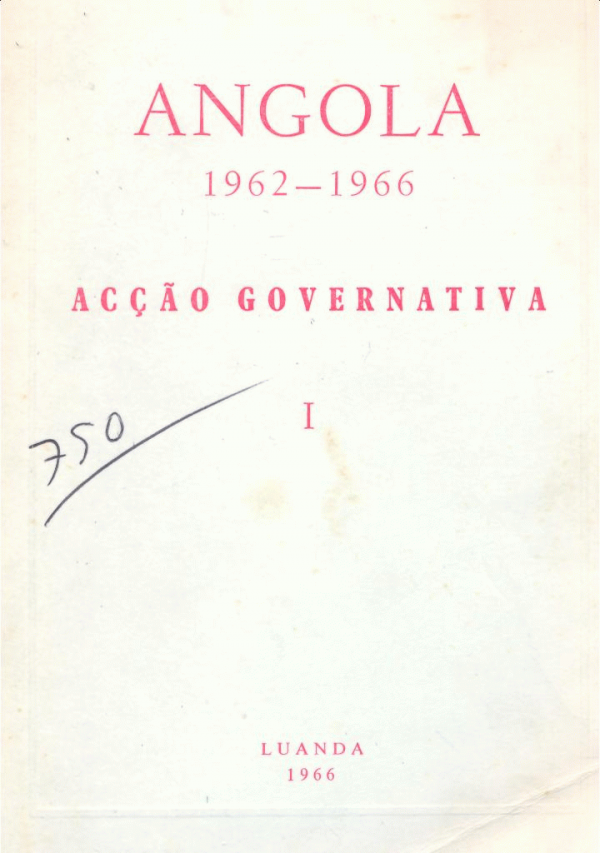 ANGOLA
1962—1966
ACÇÃO GOVERNATIVA
I
750
LUANDA
1966